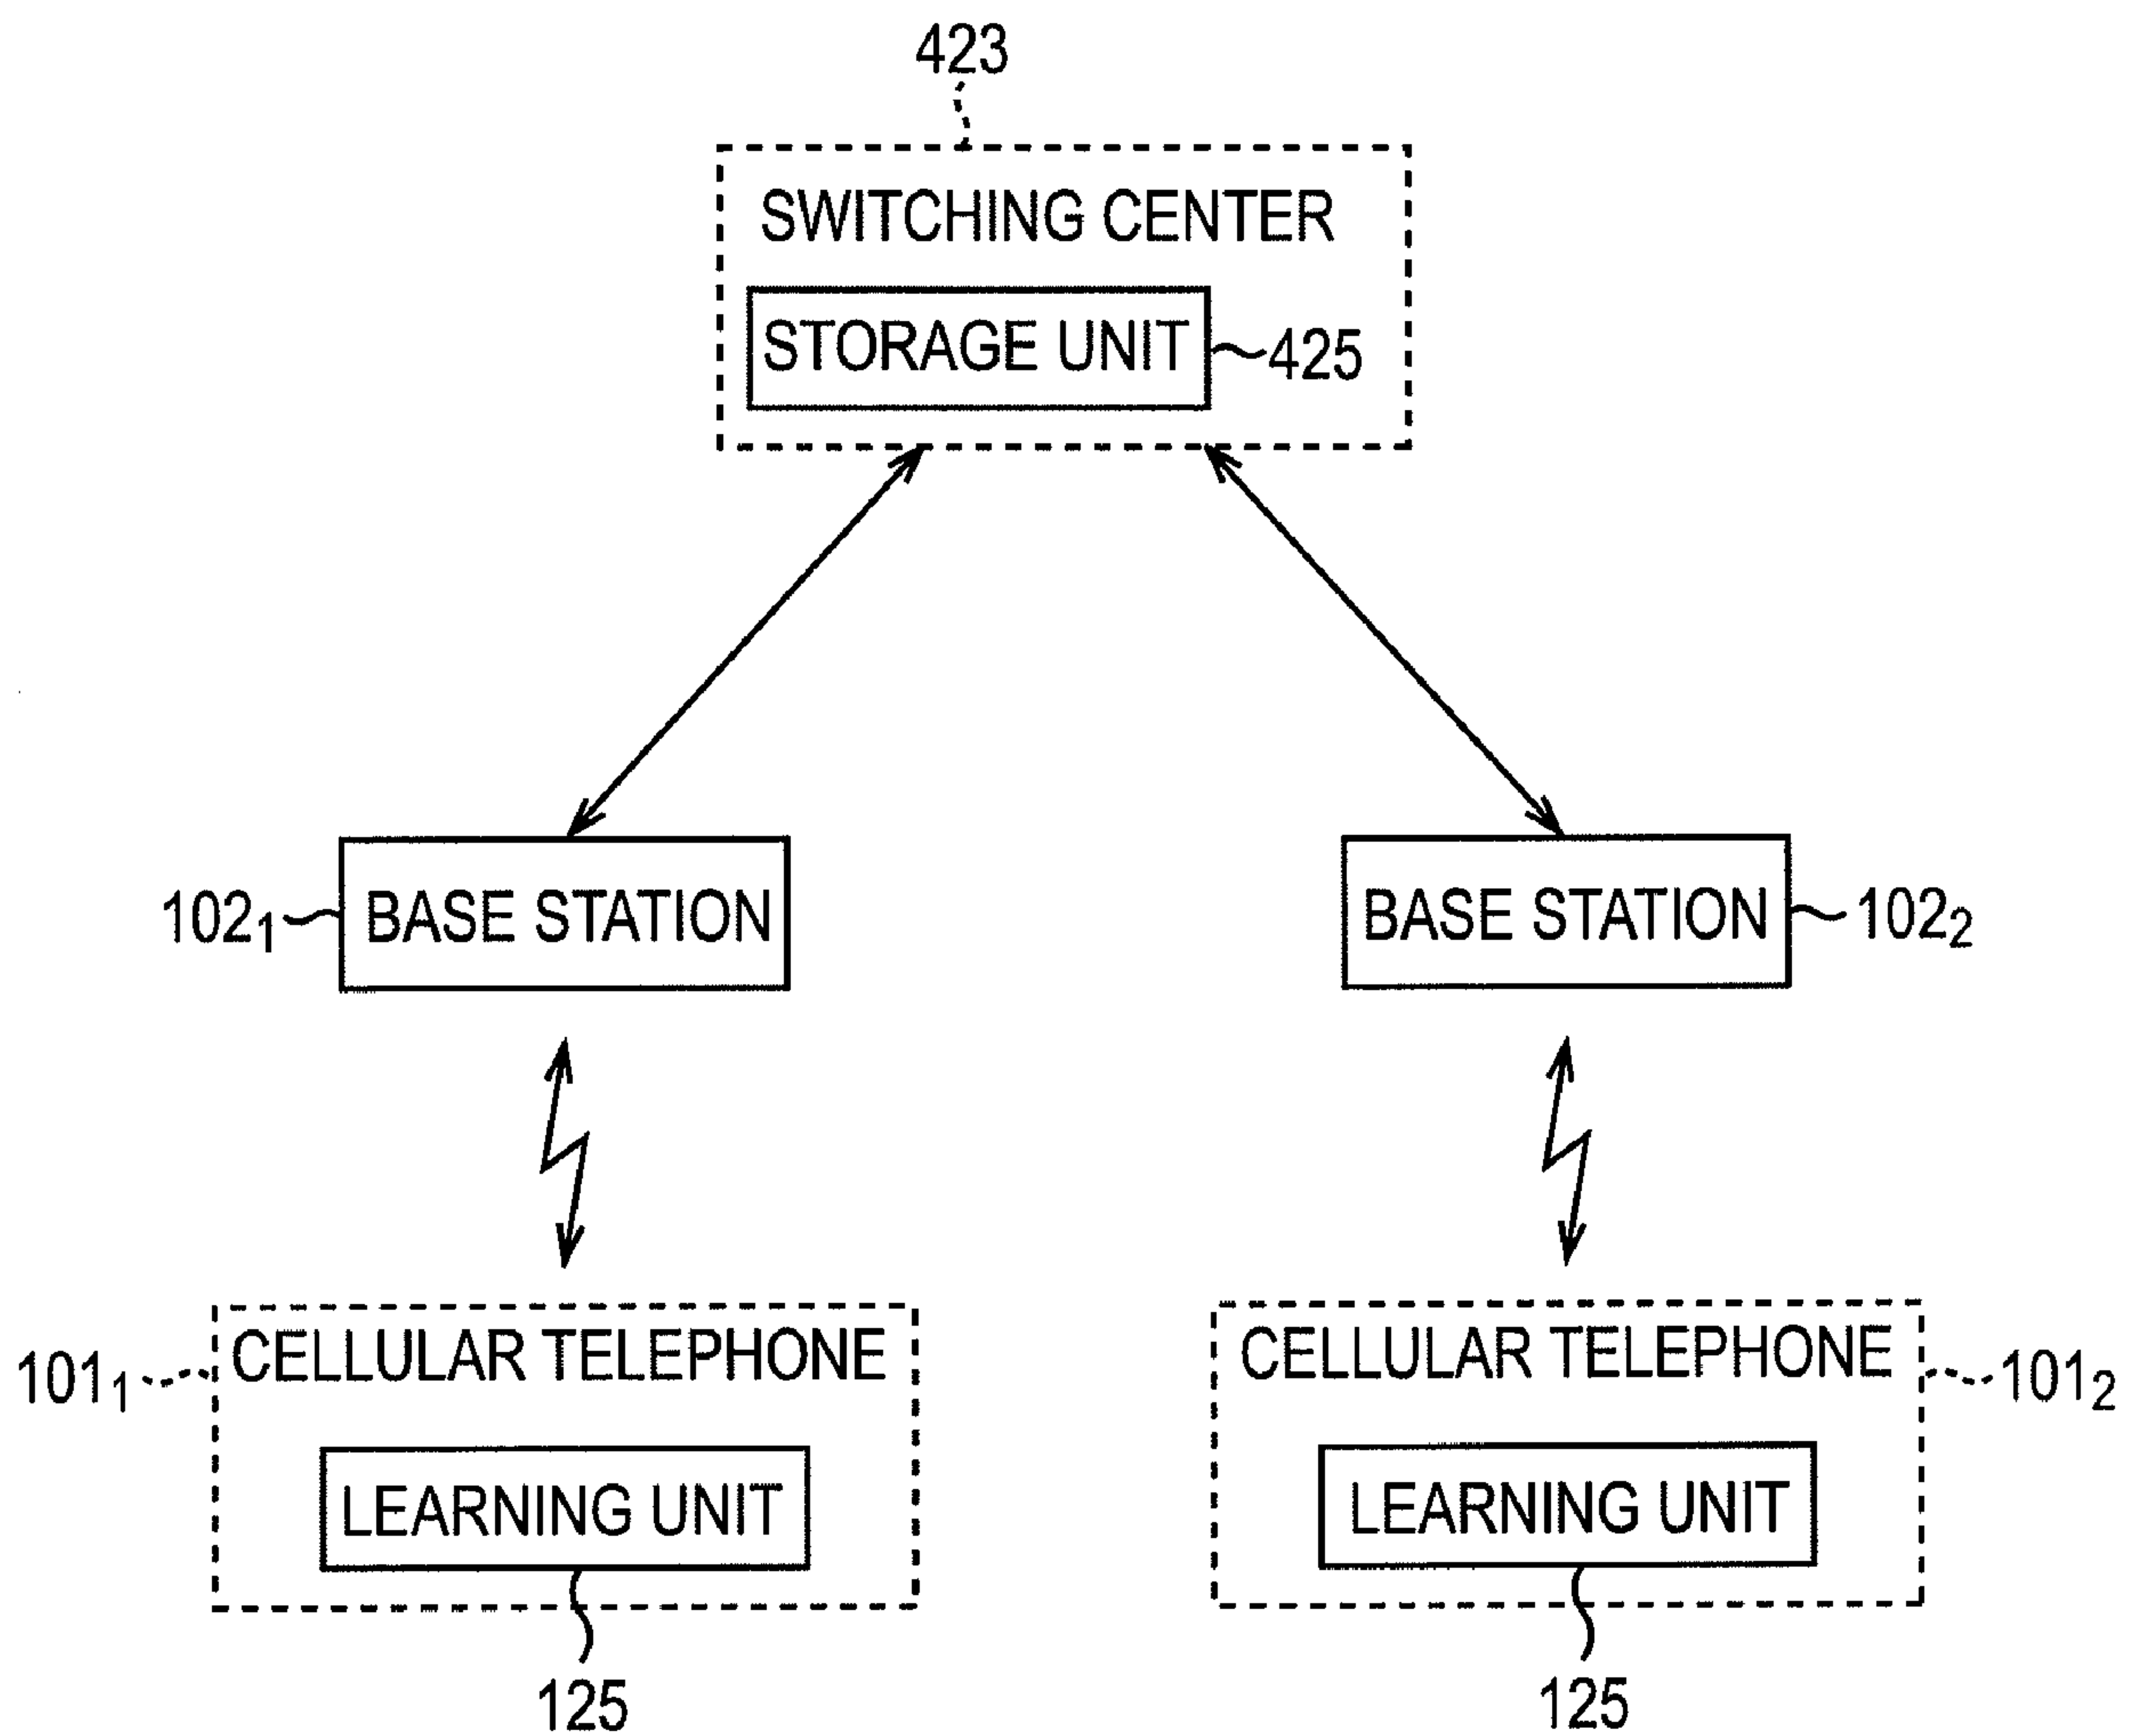 423
SWITCHING CENTER
STORAGE UNIT
425
102₁
BASE STATION
BASE STATION
102₂
101₁
CELLULAR TELEPHONE
CELLULAR TELEPHONE
101₂
LEARNING UNIT
LEARNING UNIT
125
125